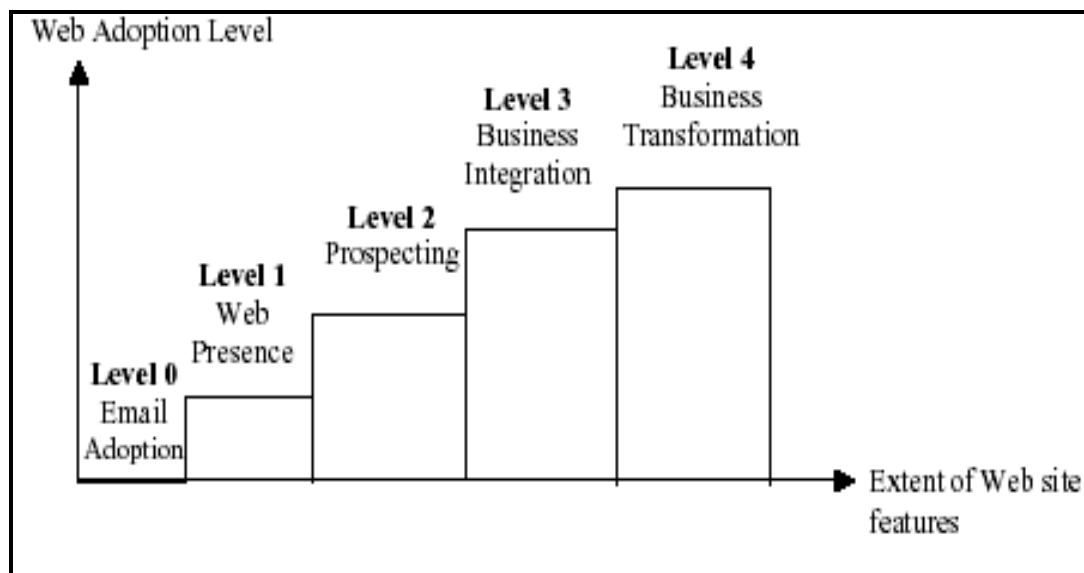 Web Adoption Level
Level 4
Business
Transformation
Level 3
Business
Integration
Level 2
Prospecting
Level 1
Web
Presence
Level 0
Email
Adoption
Extent of Web site
features